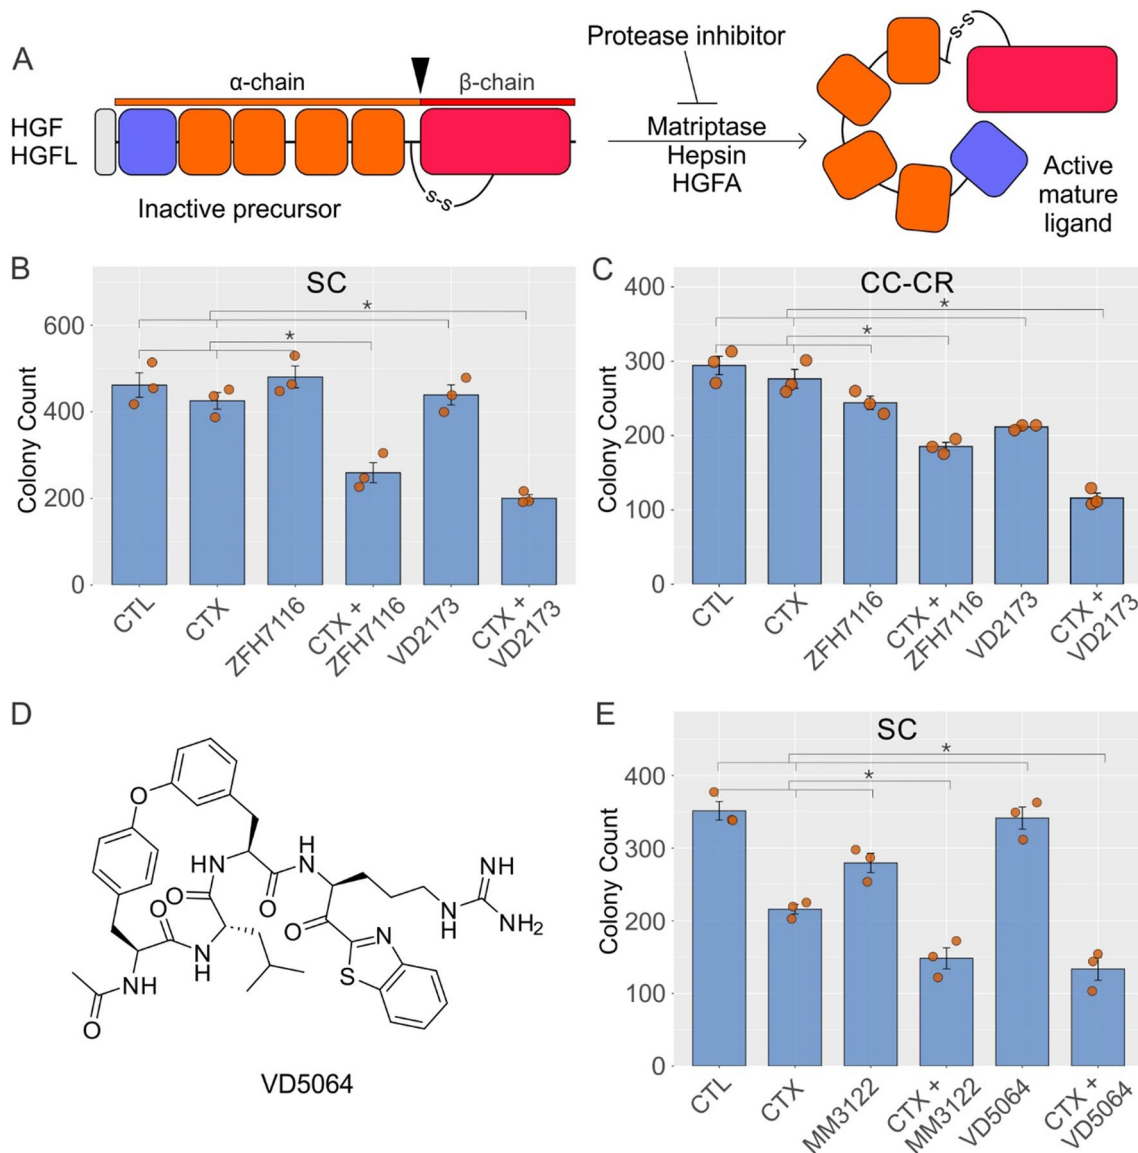 A
α-chain
β-chain
HGF
HGFL
s-s
Inactive precursor
Protease inhibitor
Matriptase
Hepsin
HGFA
s-s
Active
mature
ligand
B
SC
*
*
Colony Count
600
400
200
0
CTL
CTX
ZFH7116
CTX +
ZFH7116
VD2173
CTX +
VD2173
C
CC-CR
*
*
Colony Count
400
300
200
100
0
CTL
CTX
ZFH7116
CTX +
ZFH7116
VD2173
CTX +
VD2173
D
O
HN
O
H
N
O
NH
O
N
H
NH
NH2
O
N
S
O
NH
NH
O
VD5064
E
SC
*
*
Colony Count
400
300
200
100
0
CTL
CTX
MM3122
CTX +
MM3122
VD5064
CTX +
VD5064